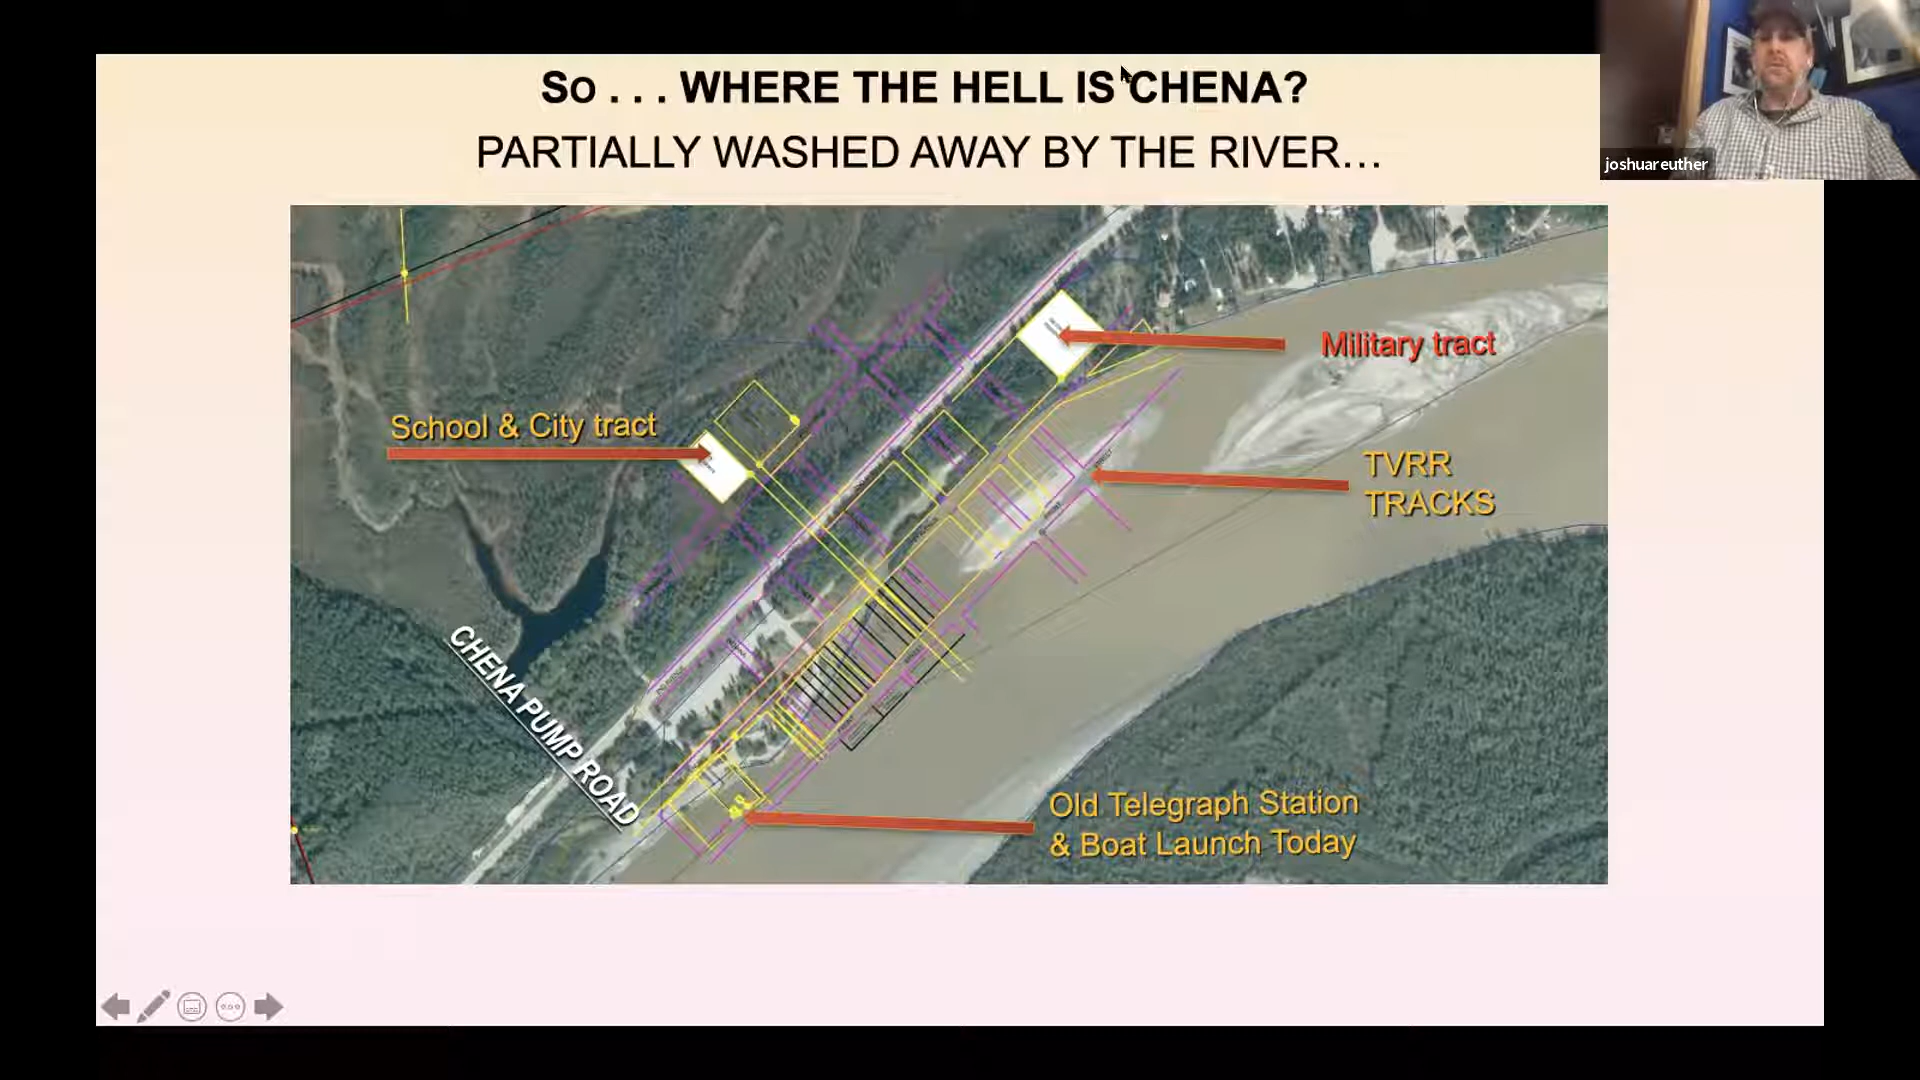 So . . . WHERE THE HELL IS CHENA?
PARTIALLY WASHED AWAY BY THE RIVER…
joshuareuther
Military tract
School & City tract
TVRR
TRACKS
CHENA PUMP ROAD
Old Telegraph Station
& Boat Launch Today